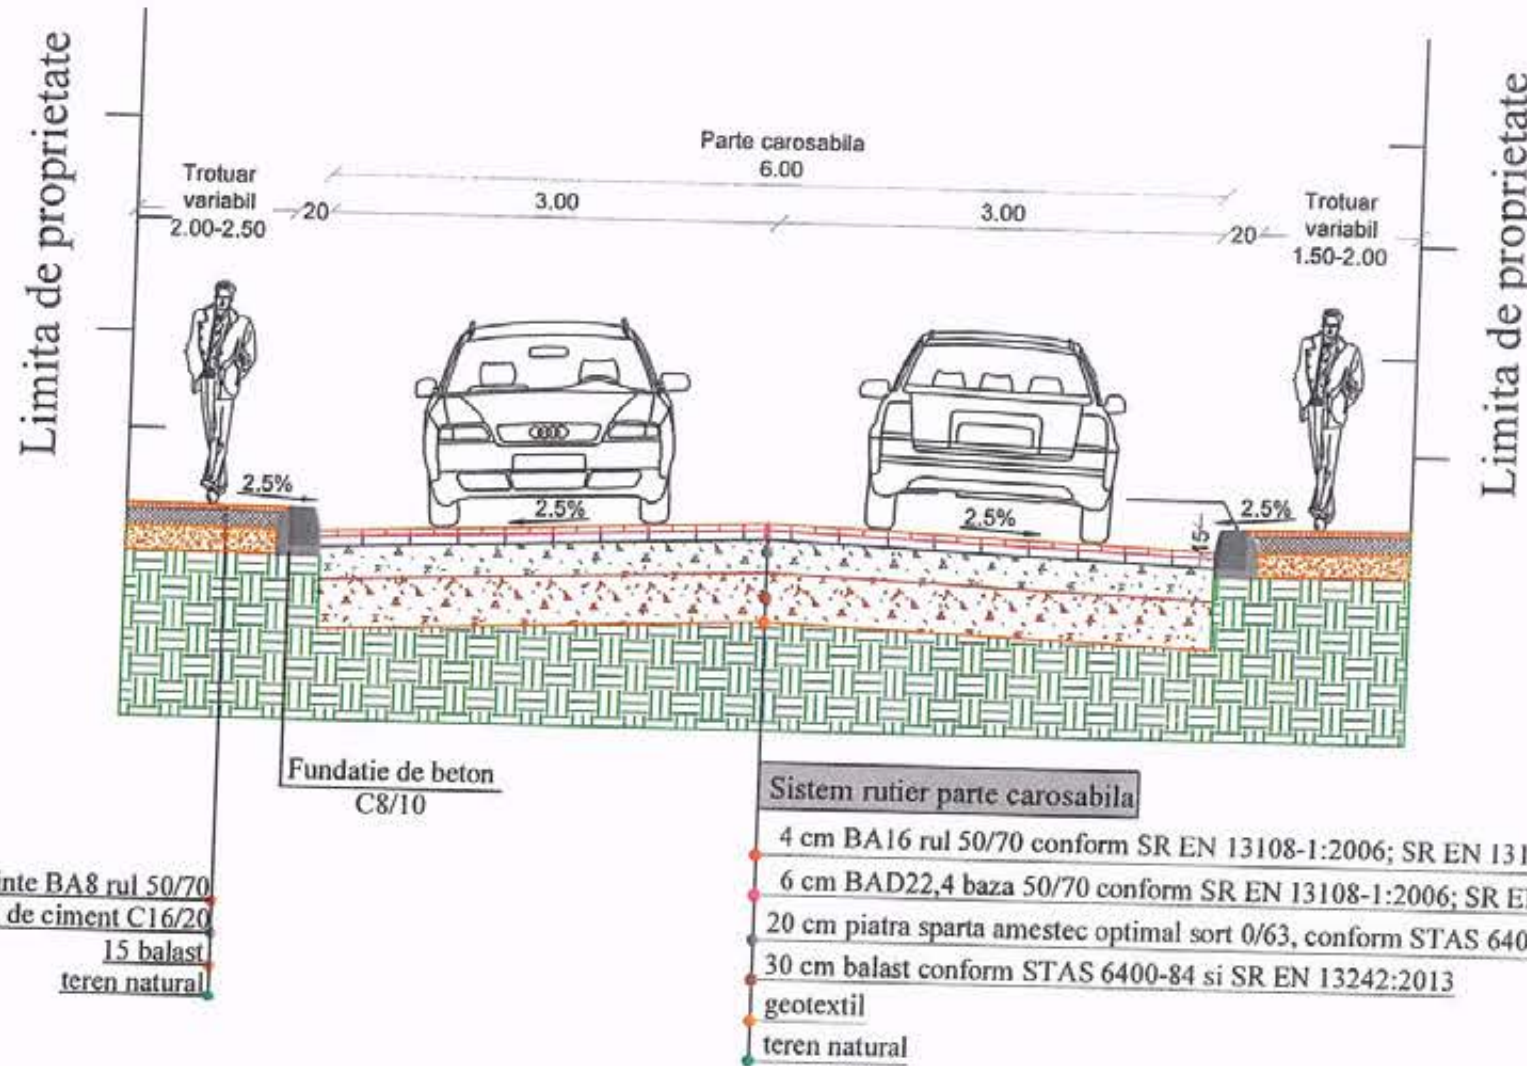 Limita de proprietate
Limita de proprietate
Parte carosabila
6.00
Trotuar
variabil
2.00-2.50
20
3.00
3.00
20
Trotuar
variabil
1.50-2.00
2.5%
2.5%
2.5%
2.5%
15
Fundatie de beton
C8/10
BA8 rul 50/70
de ciment C16/20
15 balast
teren natural
Sistem rutier parte carosabila
4 cm BA16 rul 50/70 conform SR EN 13108-1:2006; SR EN 131
6 cm BAD22,4 baza 50/70 conform SR EN 13108-1:2006; SR E
20 cm piatra sparta amestec optimal sort 0/63, conform STAS 640
30 cm balast conform STAS 6400-84 si SR EN 13242:2013
geotextil
teren natural